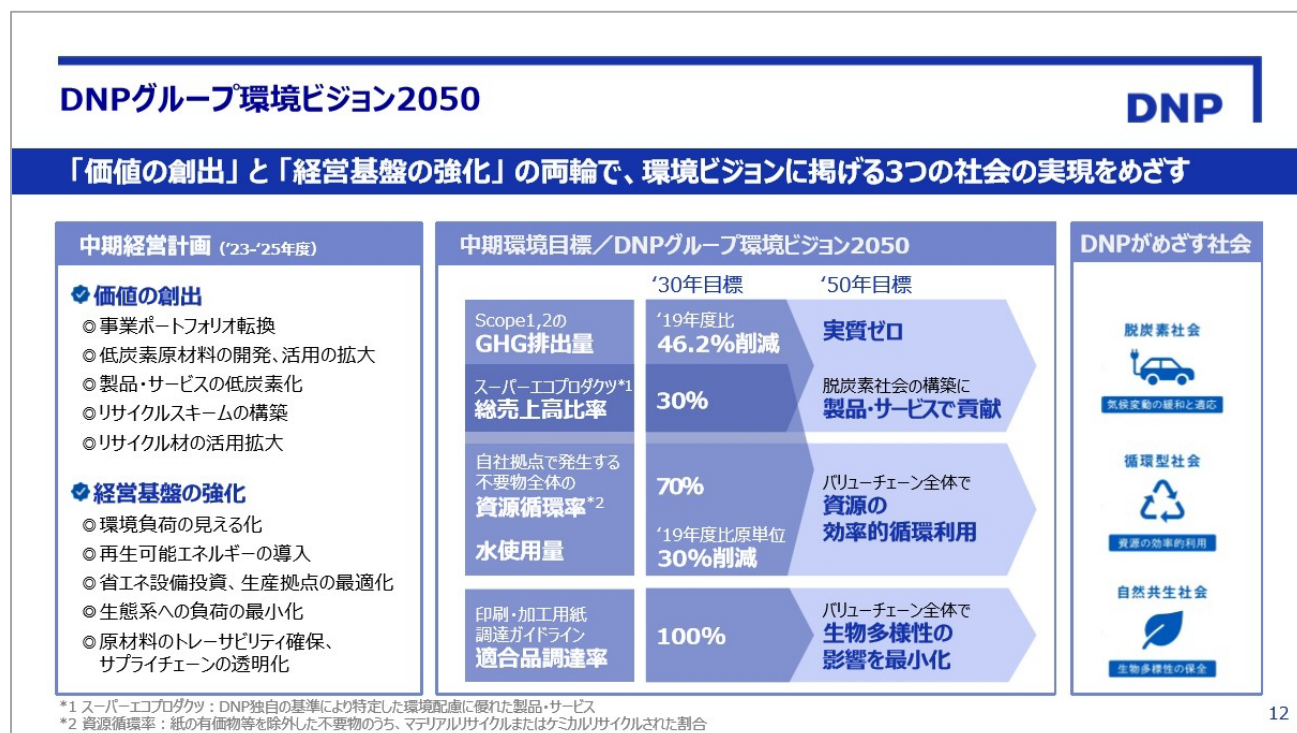 DNPグループ環境ビジョン2050
DNP
「価値の創出」と「経営基盤の強化」の両輪で、環境ビジョンに掲げる3つの社会の実現をめざす
中期経営計画（’23-’25年度）
価値の創出
◎事業ポートフォリオ転換
◎低炭素原材料の開発、活用の拡大
◎製品・サービスの低炭素化
◎リサイクルスキームの構築
◎リサイクル材の活用拡大
経営基盤の強化
◎環境負荷の見える化
◎再生可能エネルギーの導入
◎省エネ設備投資、生産拠点の最適化
◎生態系への負荷の最小化
◎原材料のトレーサビリティ確保、
サプライチェーンの透明化
中期環境目標／DNPグループ環境ビジョン2050
‘30年目標
‘50年目標
Scope1,2の
GHG排出量
‘19年度比
46.2%削減
実質ゼロ
スーパーエコプロダクツ*1
総売上高比率
30%
脱炭素社会の構築に
製品・サービスで貢献
自社拠点で発生する
不要物全体の
資源循環率*2
70%
水使用量
‘19年度比原単位
30%削減
バリューチェーン全体で
資源の
効率的循環利用
印刷・加工用紙
調達ガイドライン
適合品調達率
100%
バリューチェーン全体で
生物多様性の
影響を最小化
DNPがめざす社会
脱炭素社会
気候変動の緩和と適応
循環型社会
資源の効率的利用
自然共生社会
生物多様性の保全
*1 スーパーエコプロダクツ：DNP独自の基準により特定した環境配慮に優れた製品・サービス
*2 資源循環率：紙の有価物等を除外した不要物のうち、マテリアルリサイクルまたはケミカルリサイクルされた割合
12